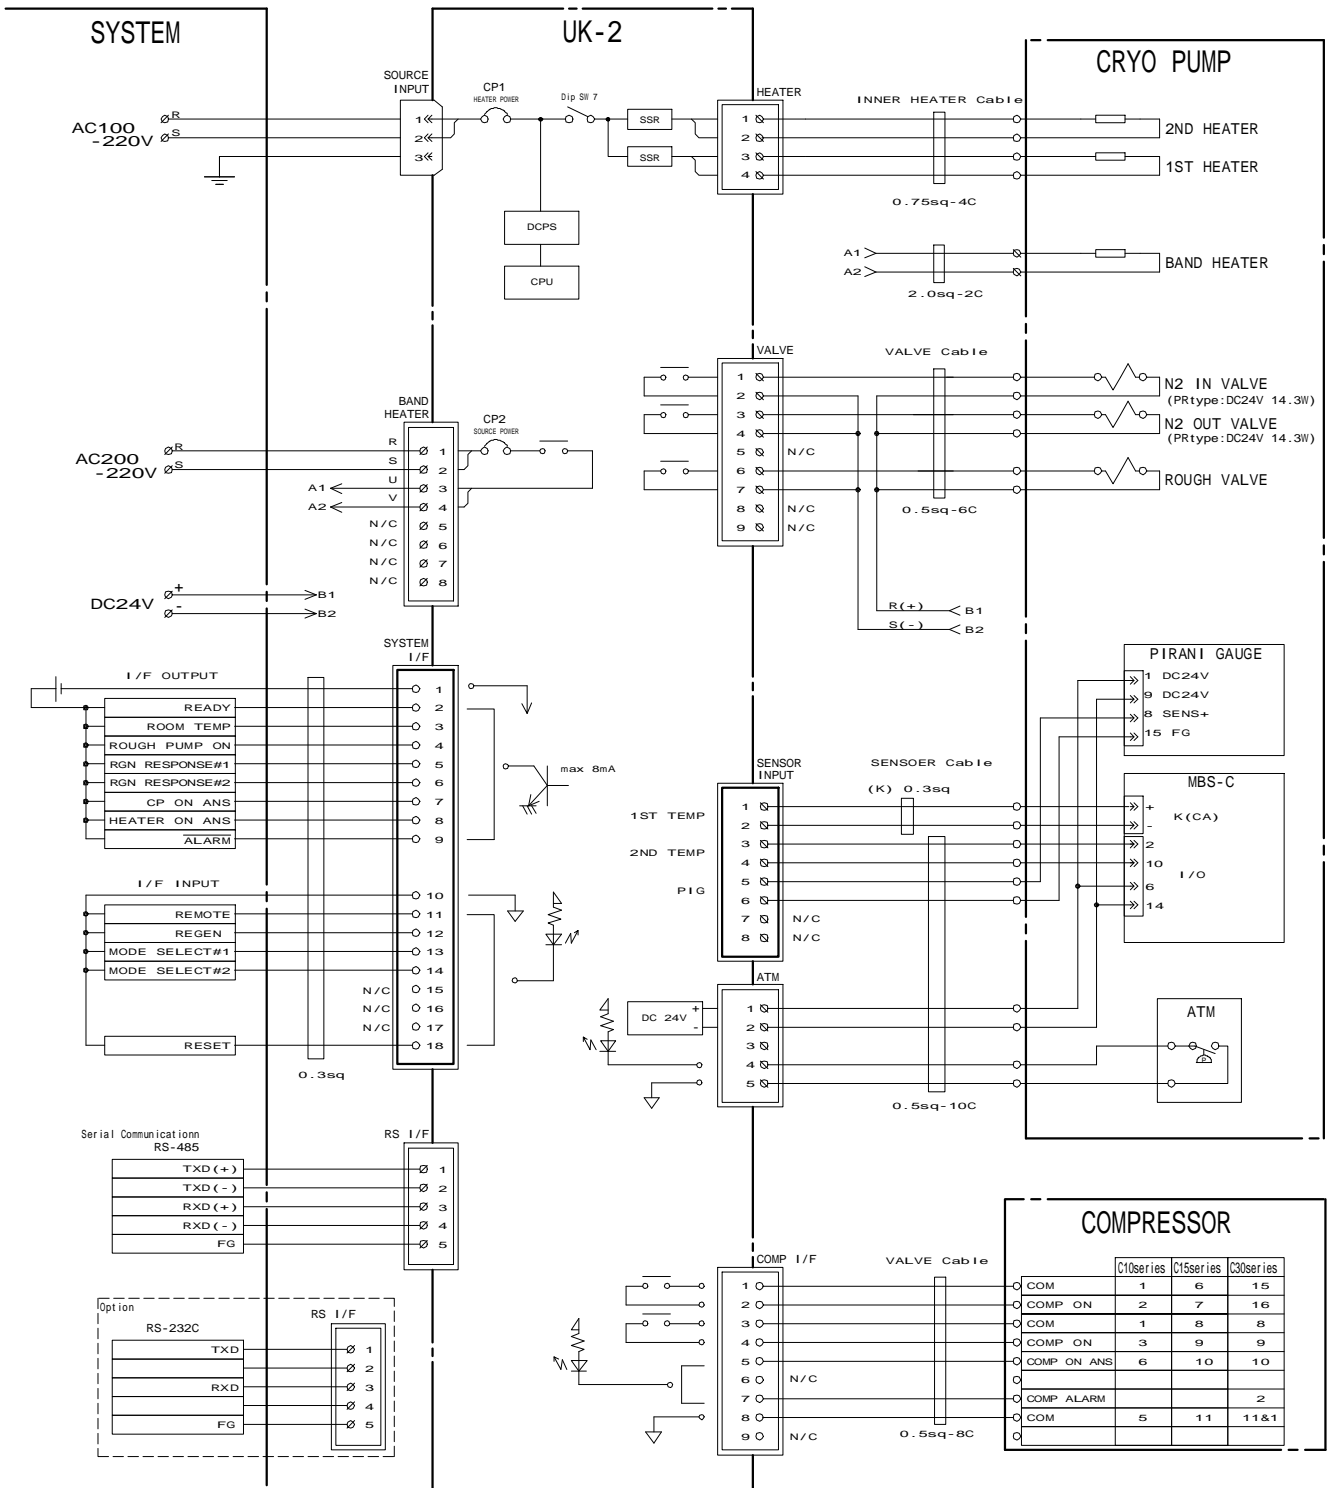 SYSTEM
UK-2
CRYO PUMP
SOURCE
INPUT
CP1
HEATER POWER
Dip SW 7
SSR
SSR
HEATER
INNER HEATER Cable
AC100
-220V
R
S
1
2
3
1
2
3
4
2ND HEATER
1ST HEATER
0.75sq-4C
DCPS
CPU
A1
A2
2.0sq-2C
BAND HEATER
VALVE
VALVE Cable
1
2
3
4
5 N/C
6
7
8 N/C
9 N/C
0.5sq-6C
N2 IN VALVE
(PRtype:DC24V 14.3W)
N2 OUT VALVE
(PRtype:DC24V 14.3W)
ROUGH VALVE
BAND
HEATER
CP2
SOURCE POWER
AC200
-220V
R
S
R 1
S 2
A1 U 3
A2 V 4
N/C 5
N/C 6
N/C 7
N/C 8
DC24V
+
-
B1
B2
R(+) B1
S(-) B2
SYSTEM
I/F
I/F OUTPUT
1
READY 2
ROOM TEMP 3
ROUGH PUMP ON 4
RGN RESPONSE#1 5
RGN RESPONSE#2 6
CP ON ANS 7
HEATER ON ANS 8
ALARM 9
max 8mA
I/F INPUT
10
REMOTE 11
REGEN 12
MODE SELECT#1 13
MODE SELECT#2 14
N/C 15
N/C 16
N/C 17
RESET 18
0.3sq
PIRANI GAUGE
1 DC24V
9 DC24V
8 SENS+
15 FG
SENSOR
INPUT
SENSOER Cable
(K) 0.3sq
1ST TEMP
2ND TEMP
PIG
1
2
3
4
5
6
7 N/C
8 N/C
MBS-C
+
-
K(CA)
2
10
I/O
6
14
ATM
DC 24V
+
-
1
2
3
4
5
0.5sq-10C
ATM
P
Serial Communicationn
RS-485
RS I/F
TXD(+) 1
TXD(-) 2
RXD(+) 3
RXD(-) 4
FG 5
Option
RS-232C
RS I/F
TXD 1
2
RXD 3
4
FG 5
COMP I/F
VALVE Cable
1
2
3
4
5
6 N/C
7
8
9 N/C
0.5sq-8C
COMPRESSOR
C10series C15series C30series
COM 1 6 15
COMP ON 2 7 16
COM 1 8 8
COMP ON 3 9 9
COMP ON ANS 6 10 10
COMP ALARM 2
COM 5 11 11&1